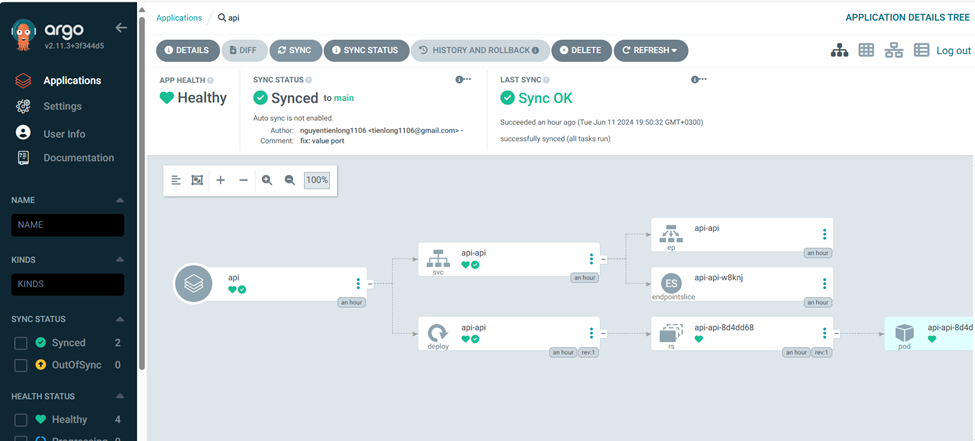 argo
v2.11.3+3f344d5
Applications
Settings
User Info
Documentation
NAME
NAME
KINDS
KINDS
SYNC STATUS
Synced 2
OutOfSync 0
HEALTH STATUS
Healthy 4
Applications / api
APPLICATION DETAILS TREE
DETAILS DIFF SYNC SYNC STATUS HISTORY AND ROLLBACK DELETE REFRESH
Log out
APP HEALTH
Healthy
SYNC STATUS
Synced to main
Auto sync is not enabled.
Author: nguyentienlong1106 <tienlong1106@gmail.com> -
Comment: fix: value port
LAST SYNC
Sync OK
Succeeded an hour ago (Tue Jun 11 2024 19:50:32 GMT+0300)
successfully synced (all tasks run)
100%
api
an hour
api-api
svc
an hour
api-api
deploy
an hour rev:1
api-api
ep
an hour
ES
api-api-w8knj
endpointslice
an hour
api-api-8d4dd68
rs
an hour rev:1
api-api-8d4d
pod